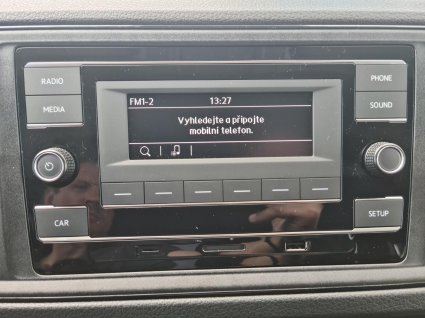 RADIO
MEDIA
FM1-2 13:27
Vyhledejte a připojte
mobilní telefon.
PHONE
SOUND
CAR
SETUP